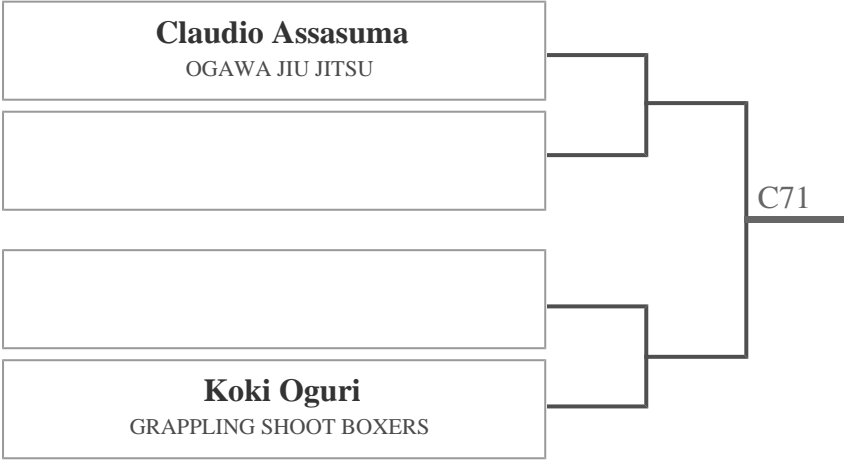 Claudio Assasuma
OGAWA JIU JITSU
C71
Koki Oguri
GRAPPLING SHOOT BOXERS